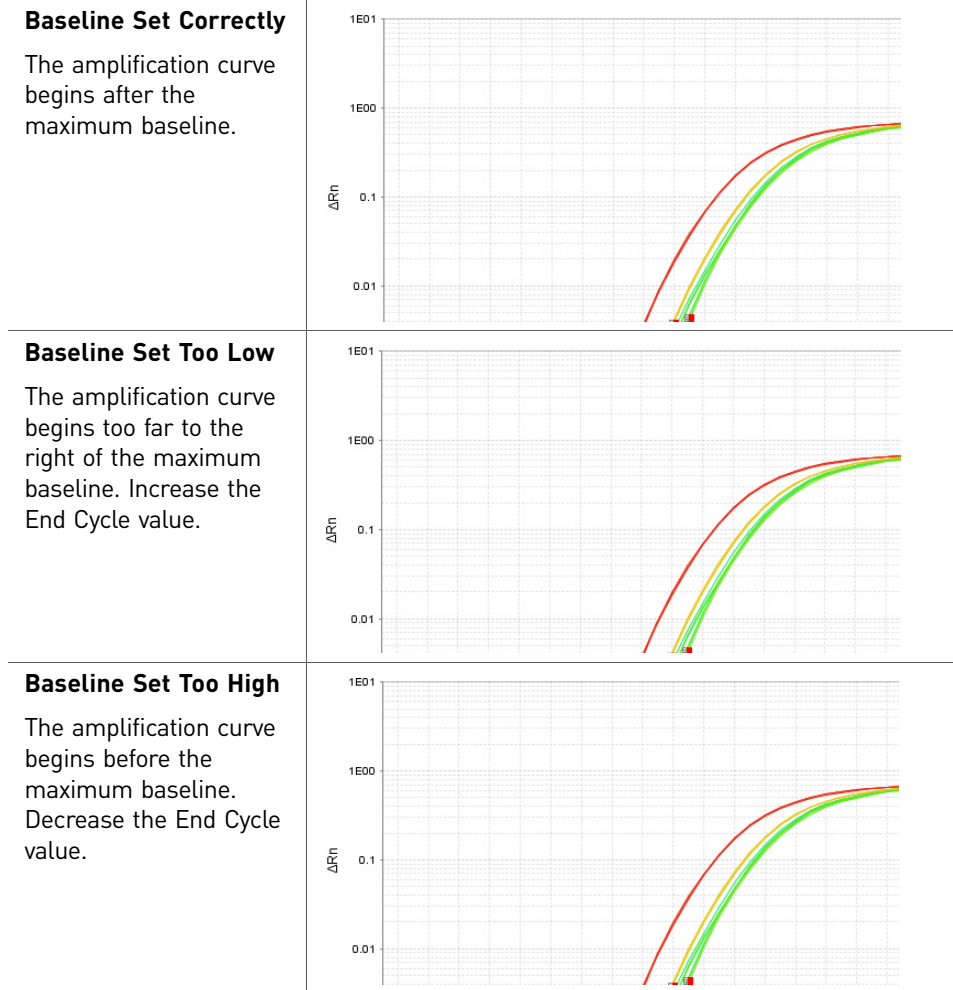 Baseline Set Correctly
The amplification curve
begins after the
maximum baseline.
1E01
1E00
ΔRn
0.1
0.01
Baseline Set Too Low
The amplification curve
begins too far to the
right of the maximum
baseline. Increase the
End Cycle value.
1E01
1E00
ΔRn
0.1
0.01
Baseline Set Too High
The amplification curve
begins before the
maximum baseline.
Decrease the End Cycle
value.
1E01
1E00
ΔRn
0.1
0.01